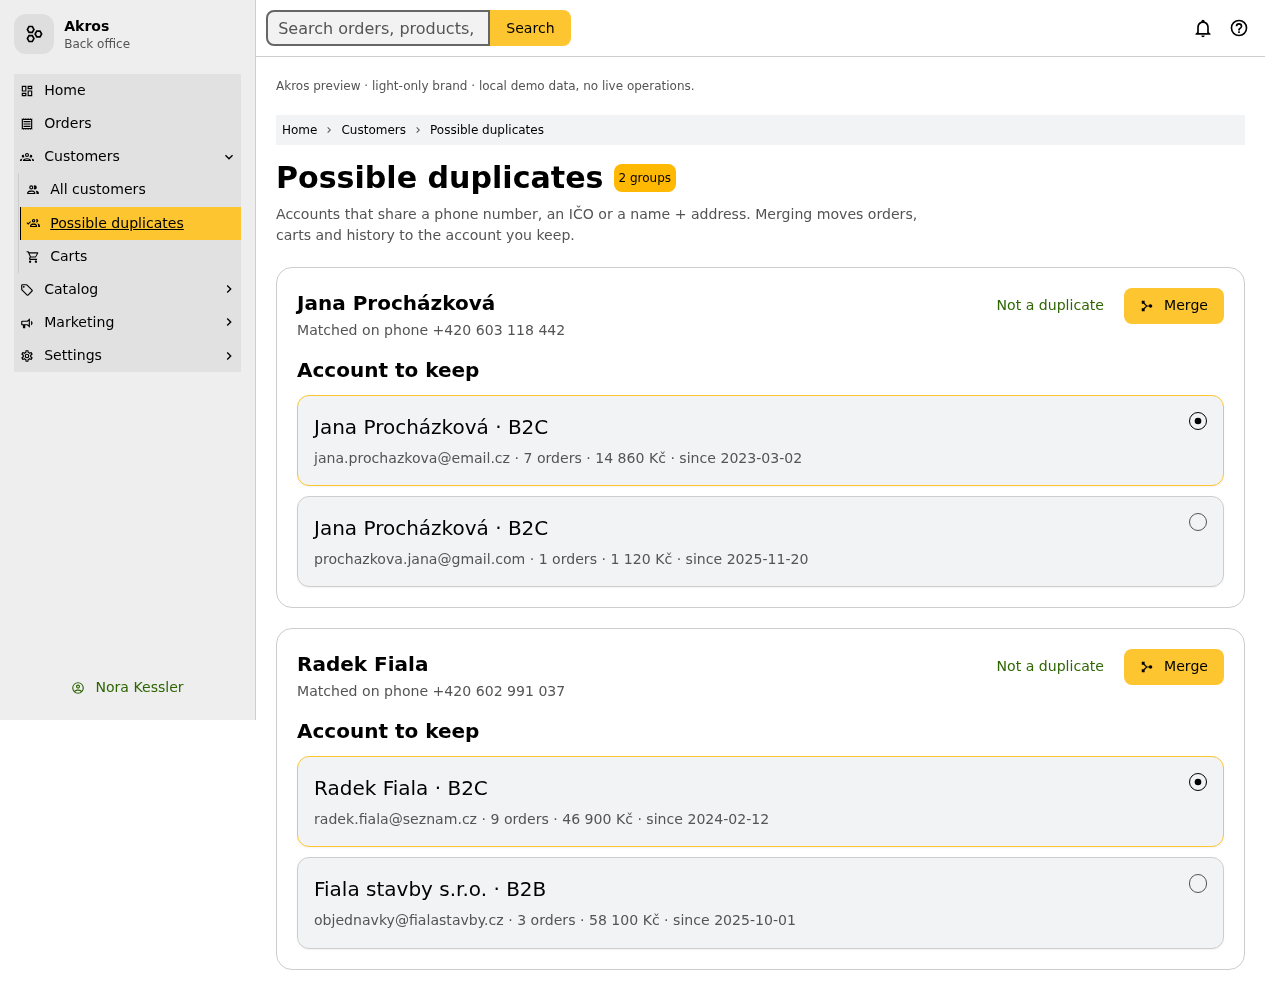 Akros
Back office
Home
Orders
Customers
All customers
Possible duplicates
Carts
Catalog
Marketing
Settings
Nora Kessler
Search orders, products,
Search
Akros preview · light-only brand · local demo data, no live operations.
Home › Customers › Possible duplicates
Possible duplicates 2 groups
Accounts that share a phone number, an IČO or a name + address. Merging moves orders,
carts and history to the account you keep.
Jana Procházková
Not a duplicate
Merge
Matched on phone +420 603 118 442
Account to keep
Jana Procházková · B2C
jana.prochazkova@email.cz · 7 orders · 14 860 Kč · since 2023-03-02
Jana Procházková · B2C
prochazkova.jana@gmail.com · 1 orders · 1 120 Kč · since 2025-11-20
Radek Fiala
Not a duplicate
Merge
Matched on phone +420 602 991 037
Account to keep
Radek Fiala · B2C
radek.fiala@seznam.cz · 9 orders · 46 900 Kč · since 2024-02-12
Fiala stavby s.r.o. · B2B
objednavky@fialastavby.cz · 3 orders · 58 100 Kč · since 2025-10-01